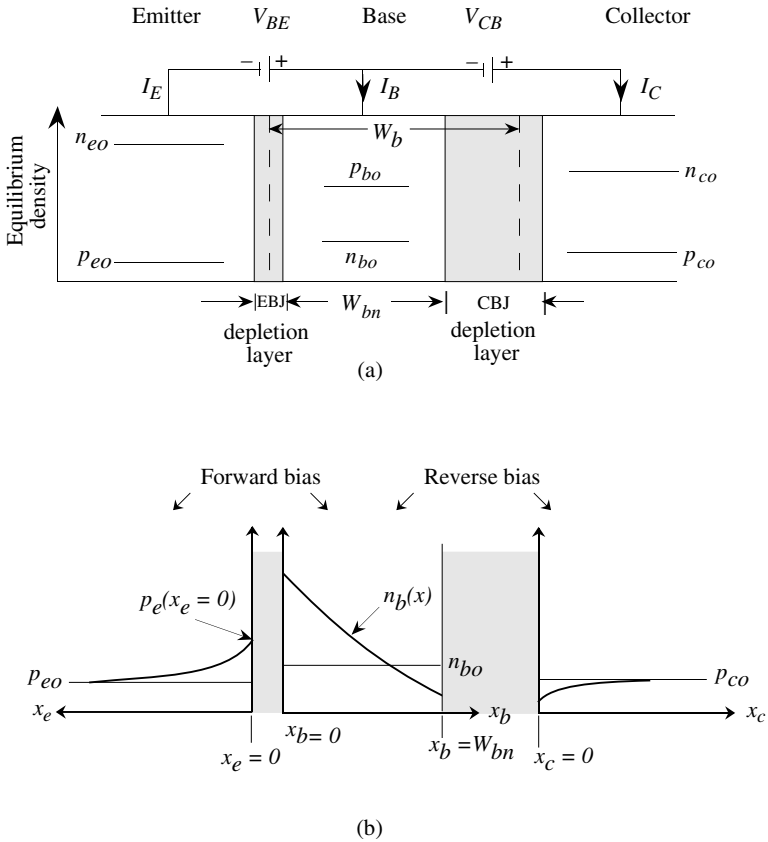 Emitter V_BE Base V_CB Collector
− + − +
I_E I_B I_C
W_b
n_eo
p_bo
n_co
Equilibrium
density
p_eo
n_bo
p_co
EBJ W_bn CBJ
depletion
layer
depletion
layer
(a)
Forward bias Reverse bias
p_e(x_e = 0)
n_b(x)
p_eo
n_bo
p_co
x_e x_b x_c
x_e = 0
x_b = 0
x_b = W_bn
x_c = 0
(b)